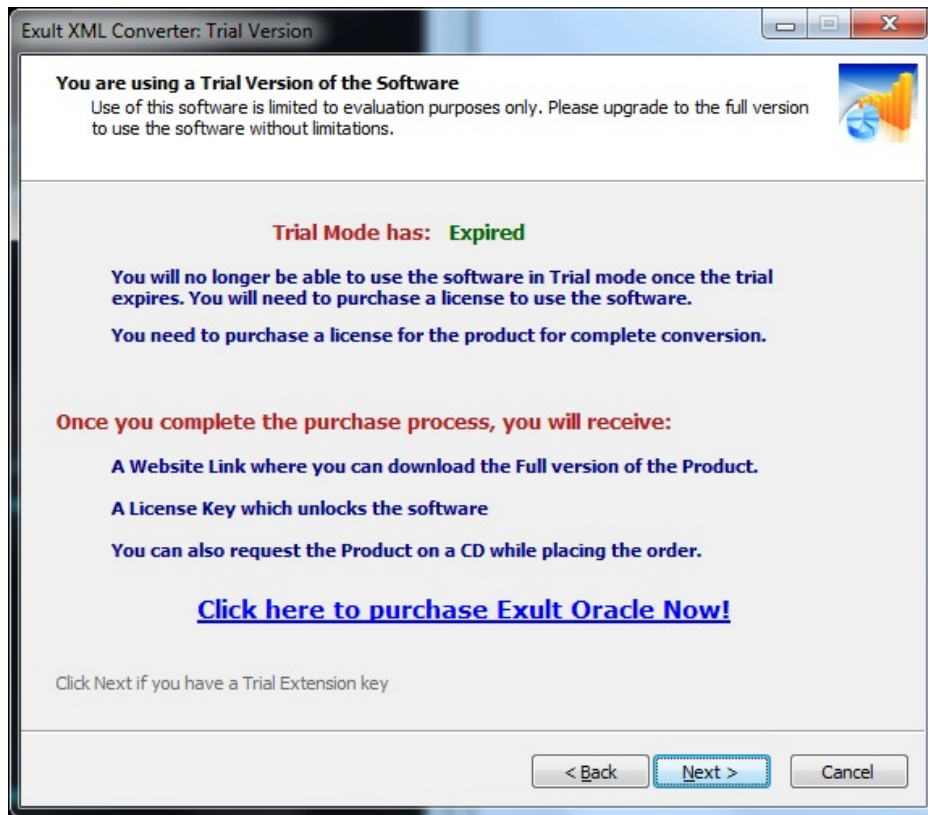 Exult XML Converter: Trial Version
You are using a Trial Version of the Software
Use of this software is limited to evaluation purposes only. Please upgrade to the full version
to use the software without limitations.
Trial Mode has: Expired
You will no longer be able to use the software in Trial mode once the trial
expires. You will need to purchase a license to use the software.
You need to purchase a license for the product for complete conversion.
Once you complete the purchase process, you will receive:
A Website Link where you can download the Full version of the Product.
A License Key which unlocks the software
You can also request the Product on a CD while placing the order.
Click here to purchase Exult Oracle Now!
Click Next if you have a Trial Extension key
< Back Next > Cancel